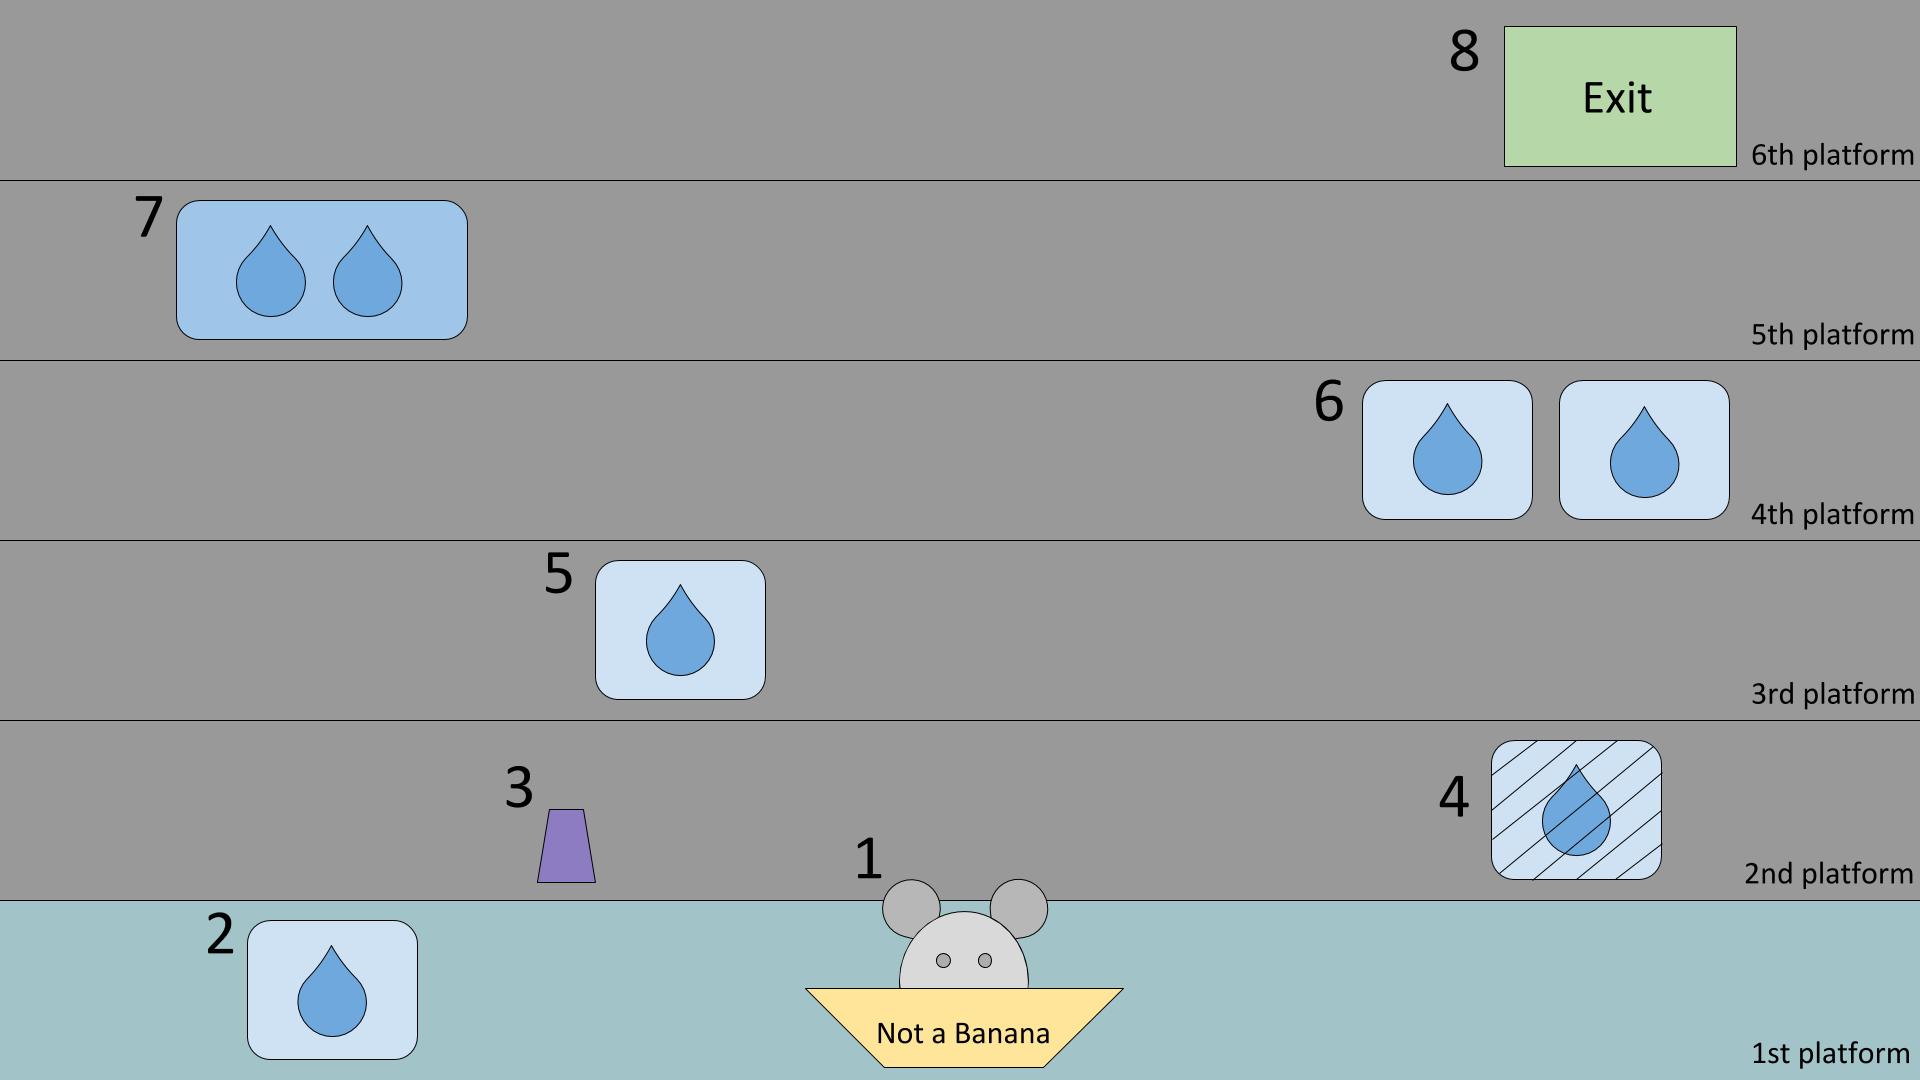 8
Exit
6th platform
7
5th platform
6
4th platform
5
3rd platform
3
4
1
2nd platform
2
Not a Banana
1st platform